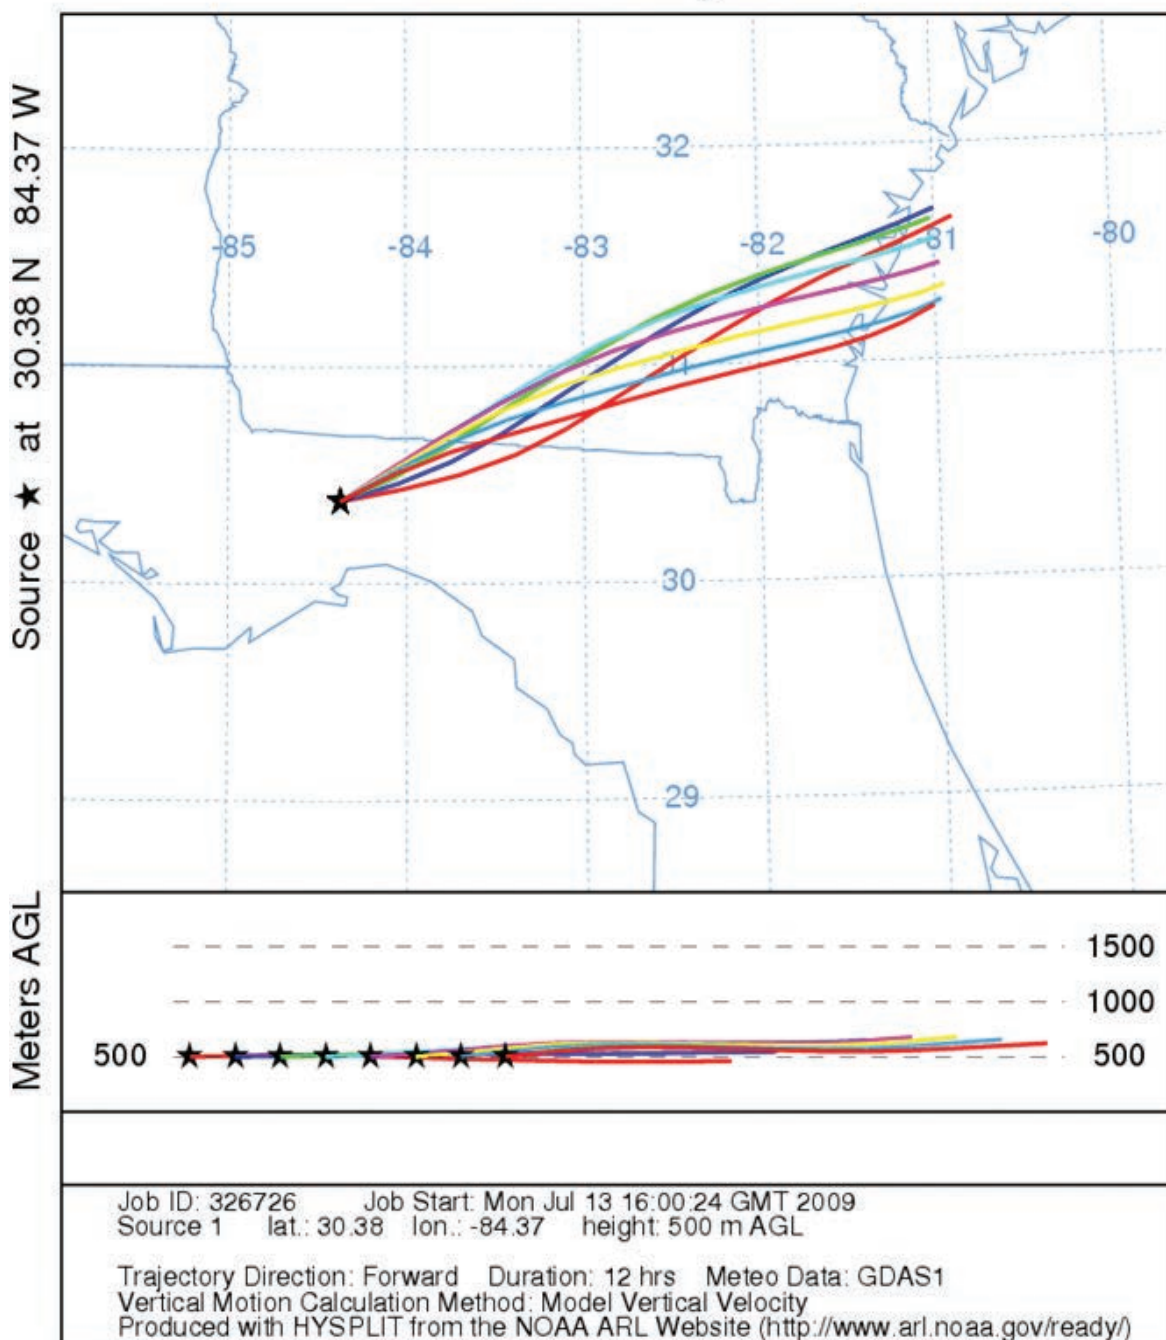 Source ★ at 30.38 N 84.37 W
32
-85
-84
-83
-82
-81
-80
30
29
Meters AGL
1500
1000
500
500
Job ID: 326726 Job Start: Mon Jul 13 16:00:24 GMT 2009
Source 1 lat.: 30.38 lon.: -84.37 height: 500 m AGL
Trajectory Direction: Forward Duration: 12 hrs Meteo Data: GDAS1
Vertical Motion Calculation Method: Model Vertical Velocity
Produced with HYSPLIT from the NOAA ARL Website (http://www.arl.noaa.gov/ready/)